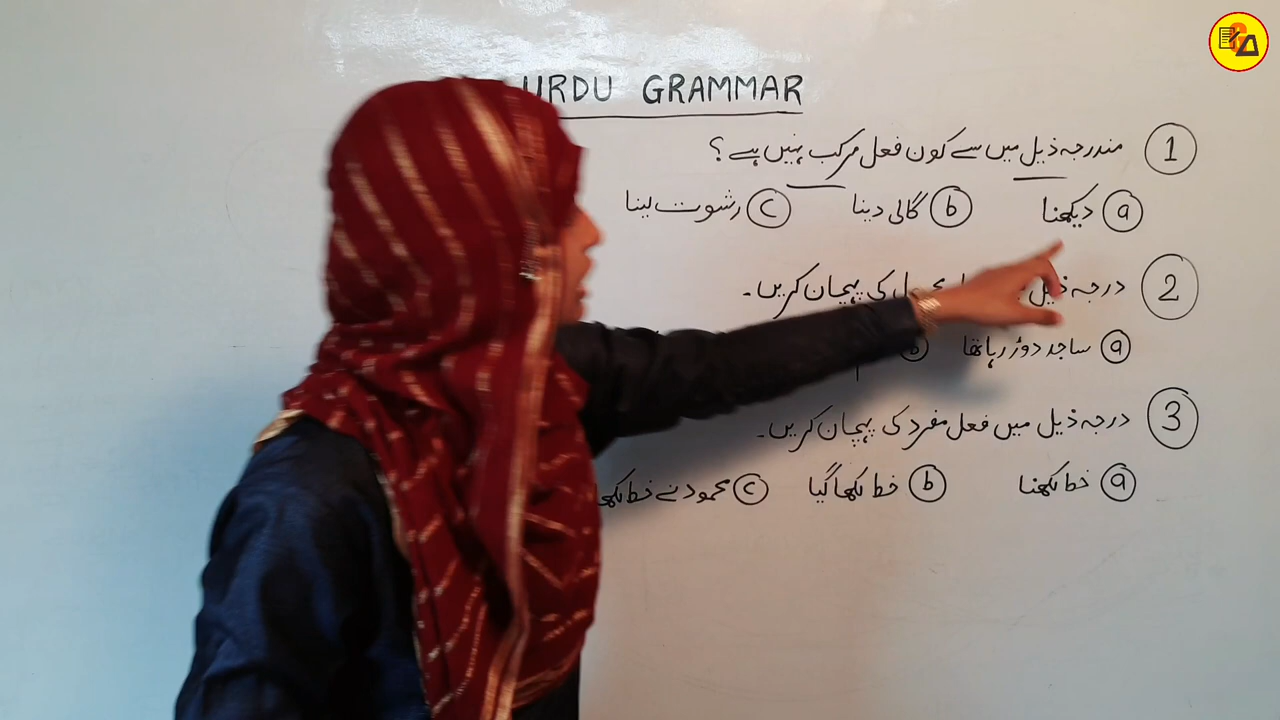 URDU GRAMMAR
1 مندرجہ ذیل میں سے کون فعل مرکب نہیں ہے؟
a دیکھنا b گالی دینا c رشوت لینا
2 درجہ ذیل کی پہچان کریں۔
a ساجد دوڑ رہا تھا b
3 درجہ ذیل میں فعل مفرد کی پہچان کریں۔
a خط لکھنا b خط لکھا گیا c محمود نے خط